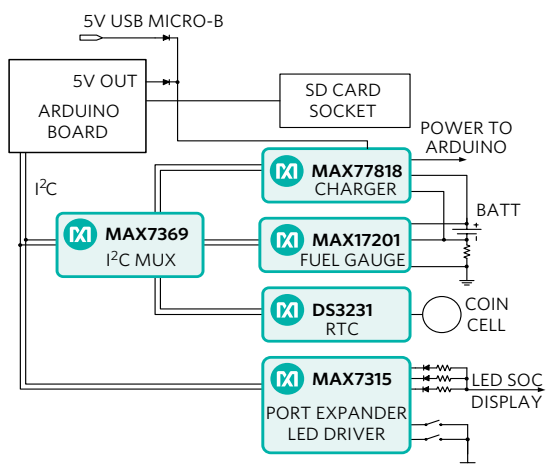 5V USB MICRO-B
5V OUT
ARDUINO
BOARD
SD CARD
SOCKET
POWER TO
ARDUINO
MAX77818
CHARGER
I²C
BATT
MAX7369
I²C MUX
MAX17201
FUEL GAUGE
+
DS3231
RTC
COIN
CELL
MAX7315
PORT EXPANDER
LED DRIVER
LED SOC
DISPLAY